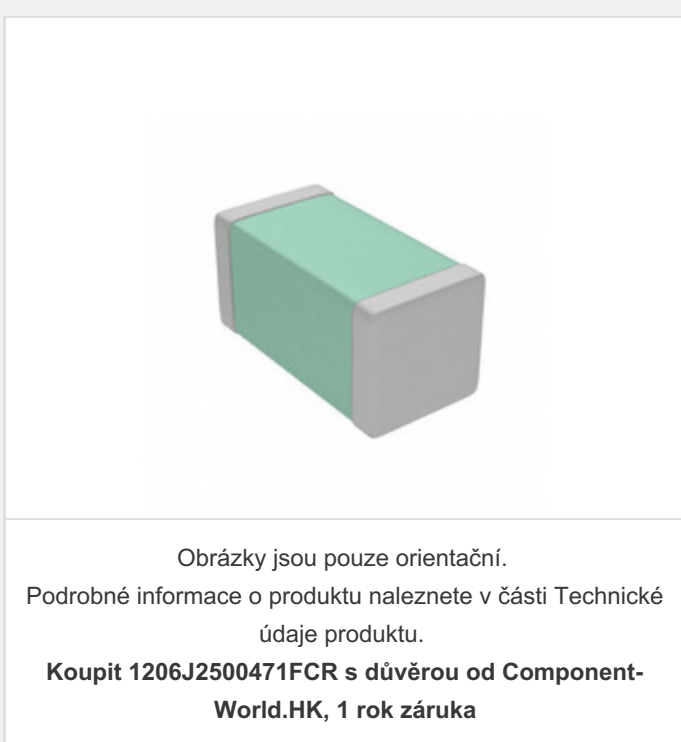 Obrázky jsou pouze orientační.
Podrobné informace o produktu naleznete v části Technické
údaje produktu.
Koupit 1206J2500471FCR s důvěrou od Component-
World.HK, 1 rok záruka